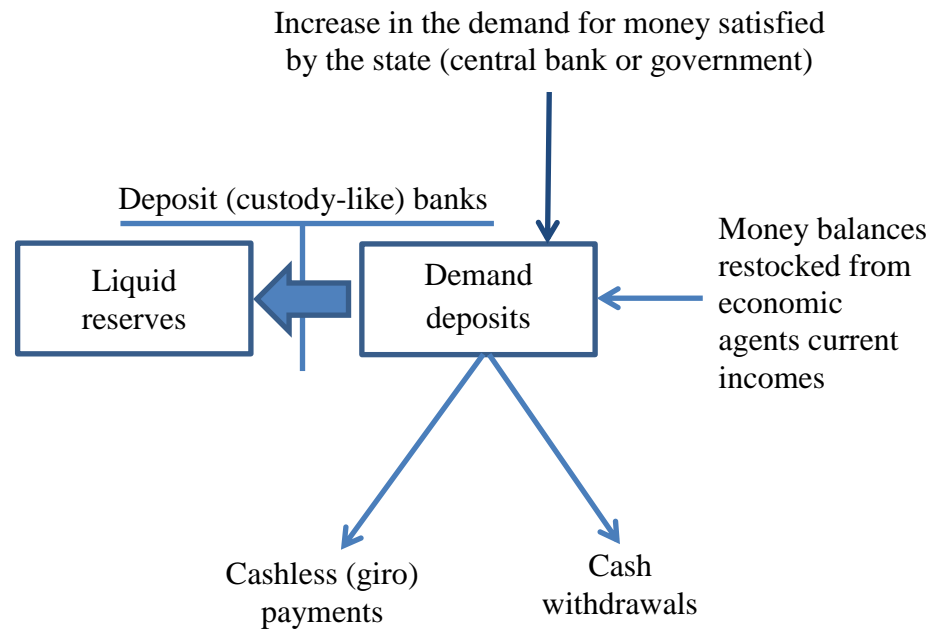 Increase in the demand for money satisfied
by the state (central bank or government)
Deposit (custody-like) banks
Liquid
reserves
Demand
deposits
Money balances
restocked from
economic
agents current
incomes
Cashless (giro)
payments
Cash
withdrawals